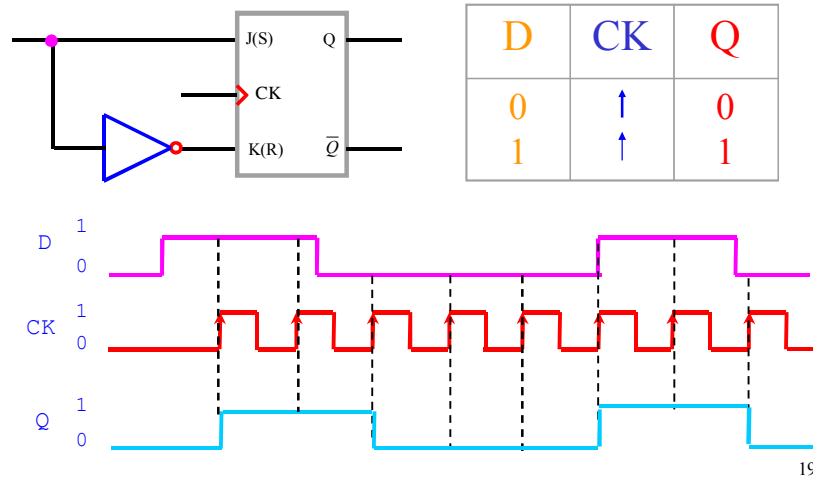 J(S) Q
CK
K(R) Q̅
D CK Q
0 ↑ 0
1 ↑ 1
D 1
0
CK 1
0
Q 1
0
19